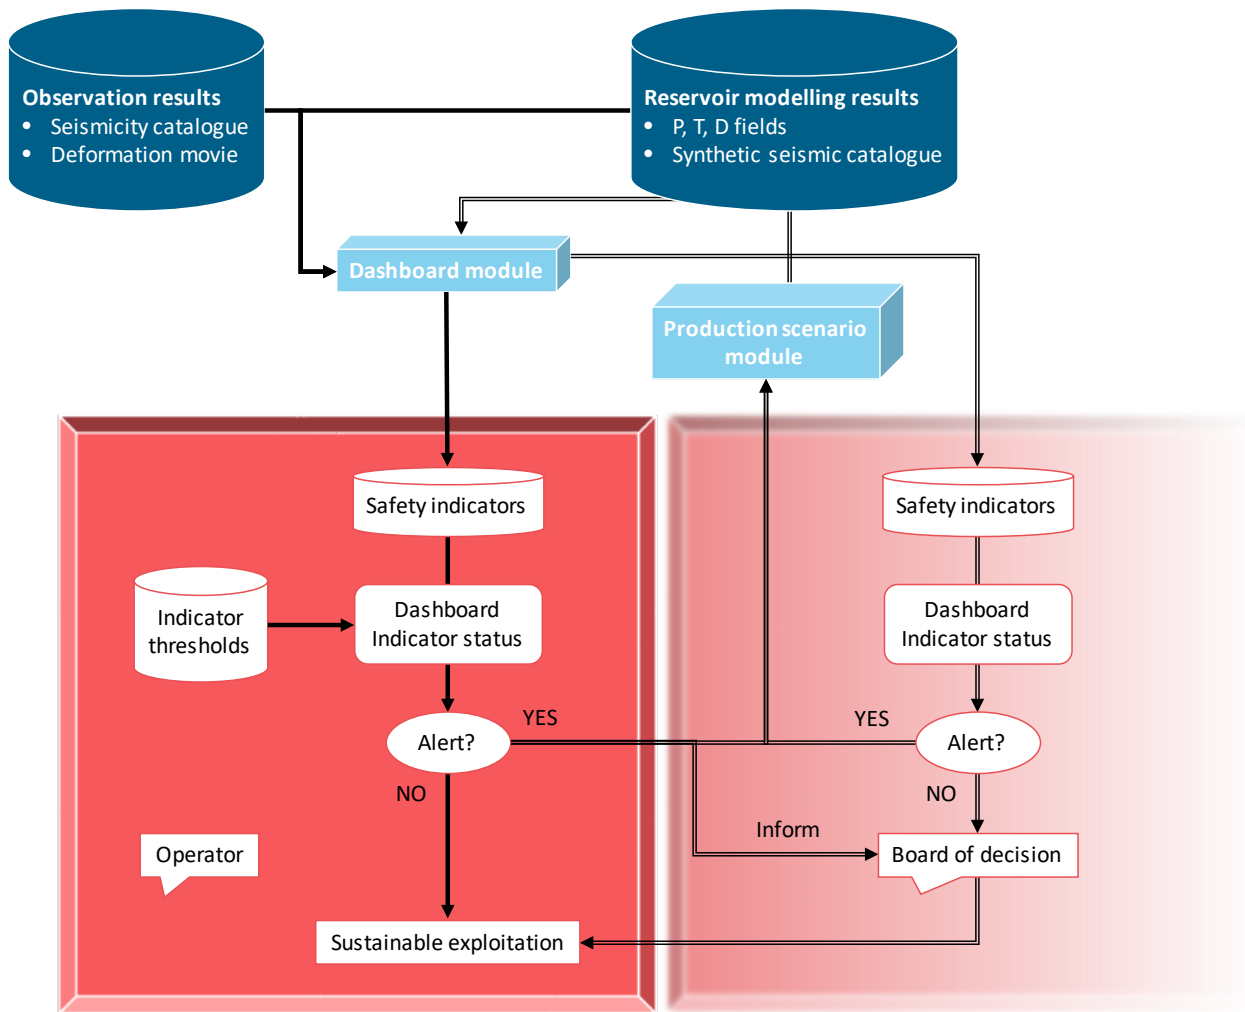 Observation results
• Seismicity catalogue
• Deformation movie
Reservoir modelling results
• P, T, D fields
• Synthetic seismic catalogue
Dashboard module
Production scenario
module
Safety indicators
Safety indicators
Indicator
thresholds
Dashboard
Indicator status
Dashboard
Indicator status
YES
YES
Alert?
Alert?
NO
NO
Inform
Operator
Board of decision
Sustainable exploitation